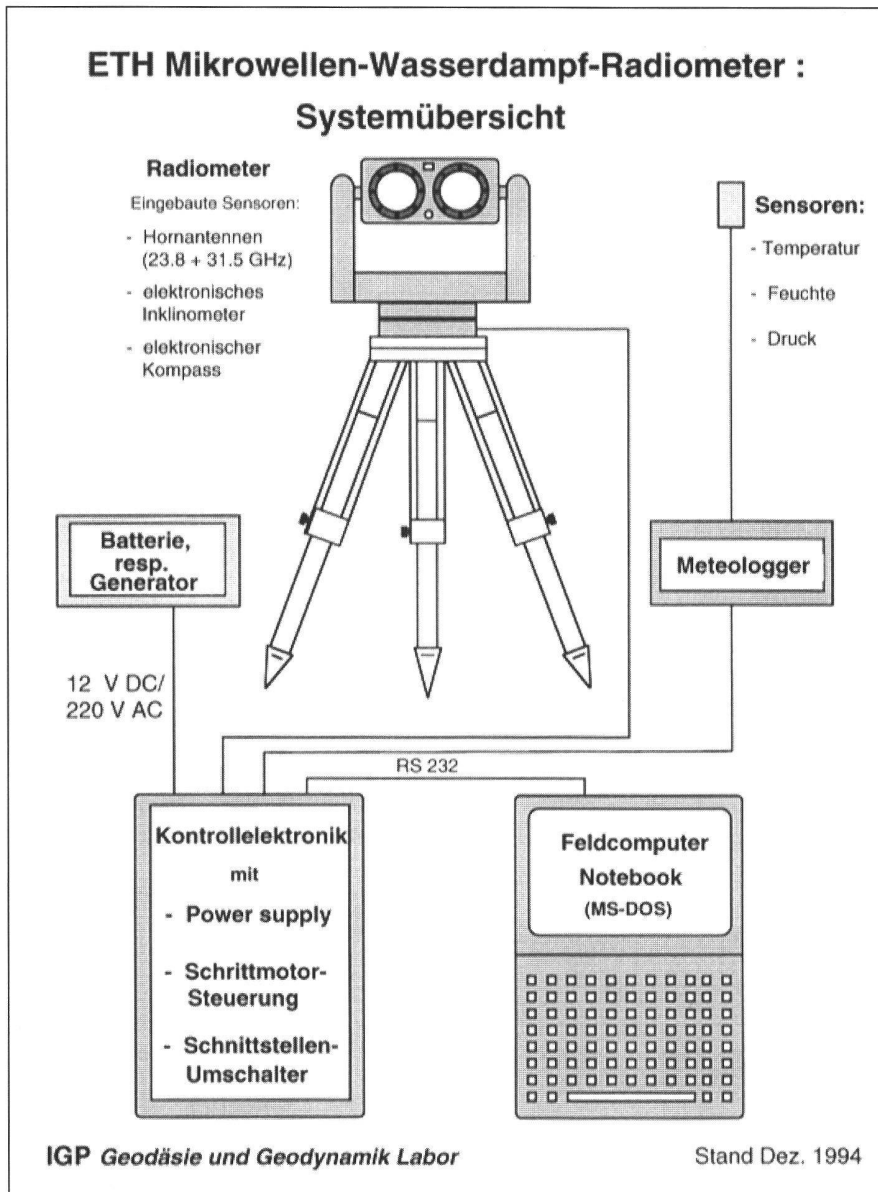 ETH Mikrowellen-Wasserdampf-Radiometer :
Systemübersicht
Radiometer
Eingebaute Sensoren:
- Hornantennen
(23.8 + 31.5 GHz)
- elektronisches
Inklinometer
- elektronischer
Kompass
Sensoren:
- Temperatur
- Feuchte
- Druck
Batterie,
resp.
Generator
Meteologger
12 V DC/
220 V AC
RS 232
Kontrollelektronik
mit
- Power supply
- Schrittmotor-
Steuerung
- Schnittstellen-
Umschalter
Feldcomputer
Notebook
(MS-DOS)
IGP Geodäsie und Geodynamik Labor
Stand Dez. 1994